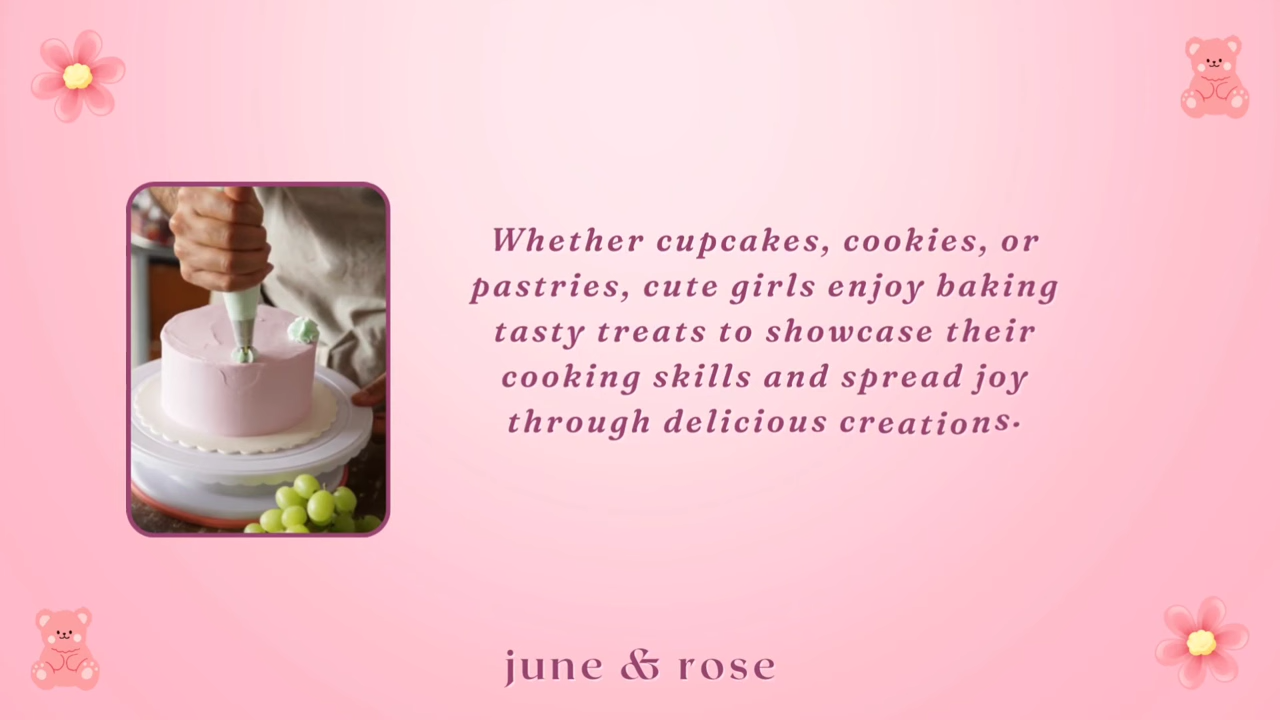 Whether cupcakes, cookies, or
pastries, cute girls enjoy baking
tasty treats to showcase their
cooking skills and spread joy
through delicious creations.
june & rose